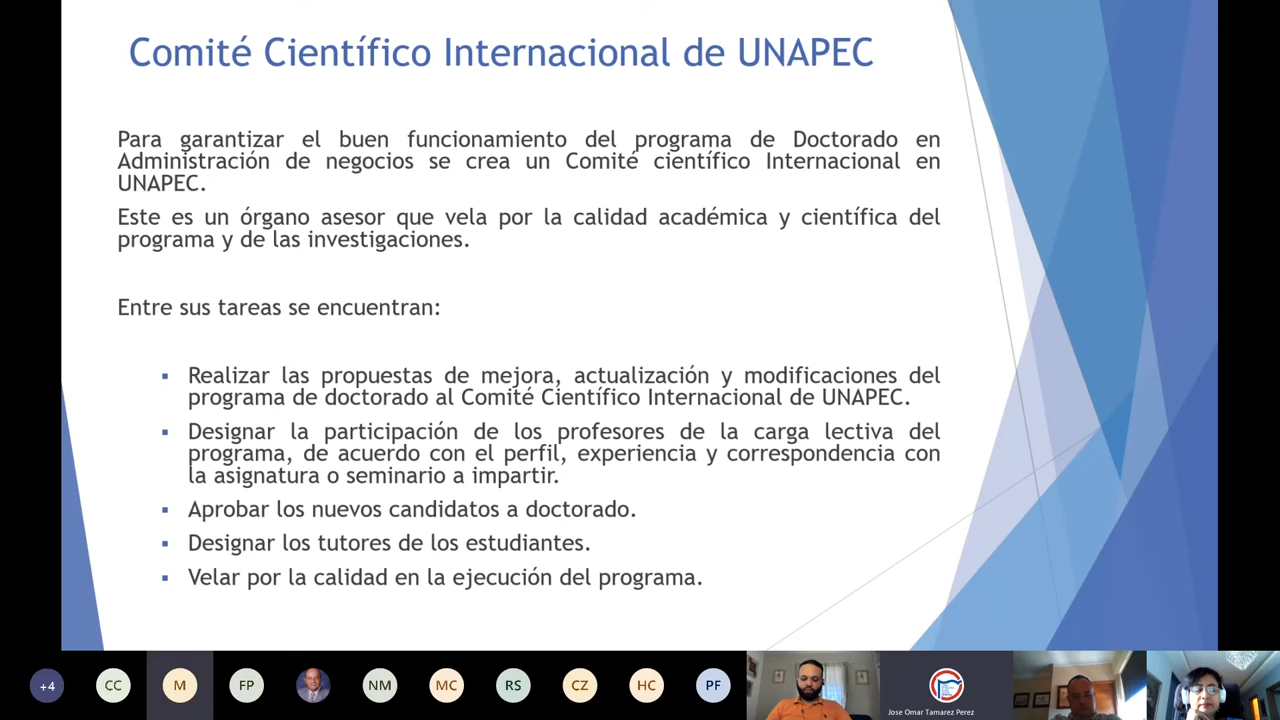 Comité Científico Internacional de UNAPEC
Para garantizar el buen funcionamiento del programa de Doctorado en
Administración de negocios se crea un Comité científico Internacional en
UNAPEC.
Este es un órgano asesor que vela por la calidad académica y científica del
programa y de las investigaciones.
Entre sus tareas se encuentran:
▪ Realizar las propuestas de mejora, actualización y modificaciones del
programa de doctorado al Comité Científico Internacional de UNAPEC.
▪ Designar la participación de los profesores de la carga lectiva del
programa, de acuerdo con el perfil, experiencia y correspondencia con
la asignatura o seminario a impartir.
▪ Aprobar los nuevos candidatos a doctorado.
▪ Designar los tutores de los estudiantes.
▪ Velar por la calidad en la ejecución del programa.
+4 CC M FP NM MC RS CZ HC PF
Jose Omar Tamarez Perez